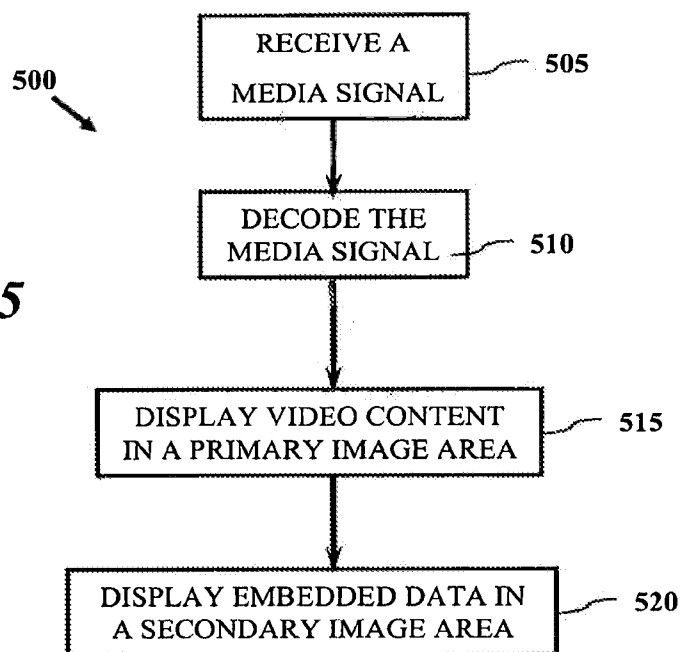 RECEIVE A
MEDIA SIGNAL
505
500
DECODE THE
MEDIA SIGNAL
510
5
DISPLAY VIDEO CONTENT
IN A PRIMARY IMAGE AREA
515
DISPLAY EMBEDDED DATA IN
A SECONDARY IMAGE AREA
520